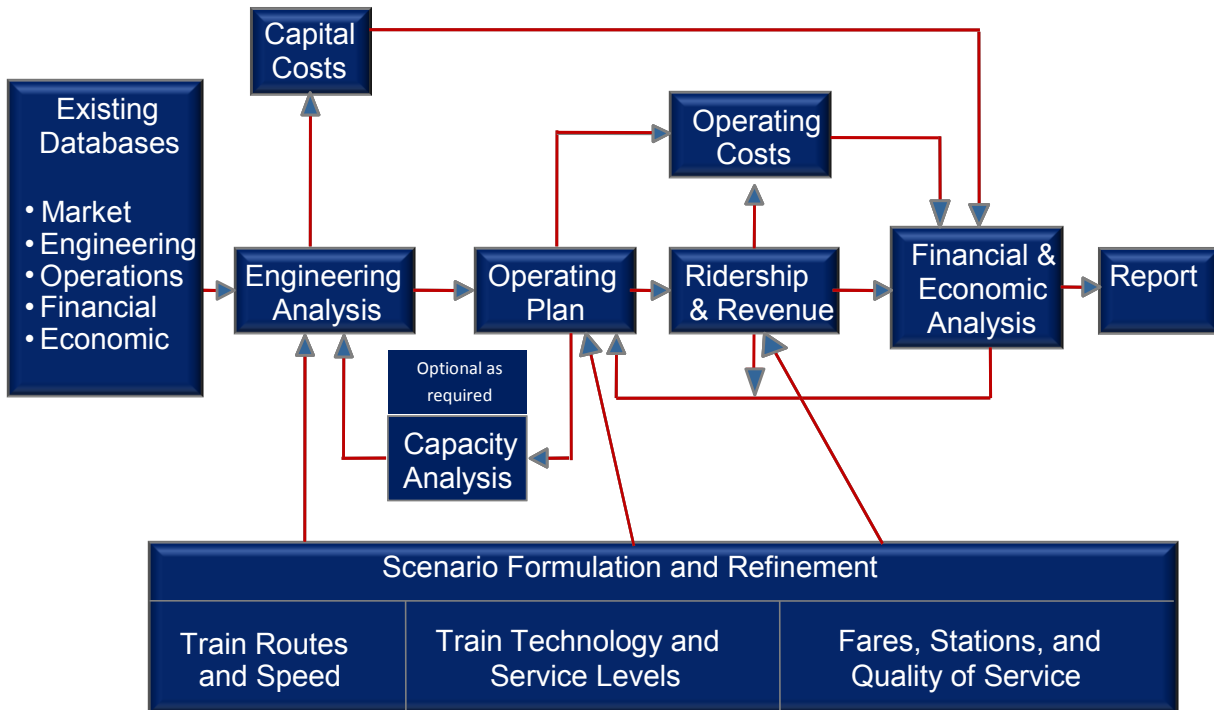 Capital
Costs
Existing
Databases
• Market
• Engineering
• Operations
• Financial
• Economic
Operating
Costs
Engineering
Analysis
Operating
Plan
Ridership
& Revenue
Financial &
Economic
Analysis
Report
Optional as
required
Capacity
Analysis
Scenario Formulation and Refinement
Train Routes
and Speed
Train Technology and
Service Levels
Fares, Stations, and
Quality of Service